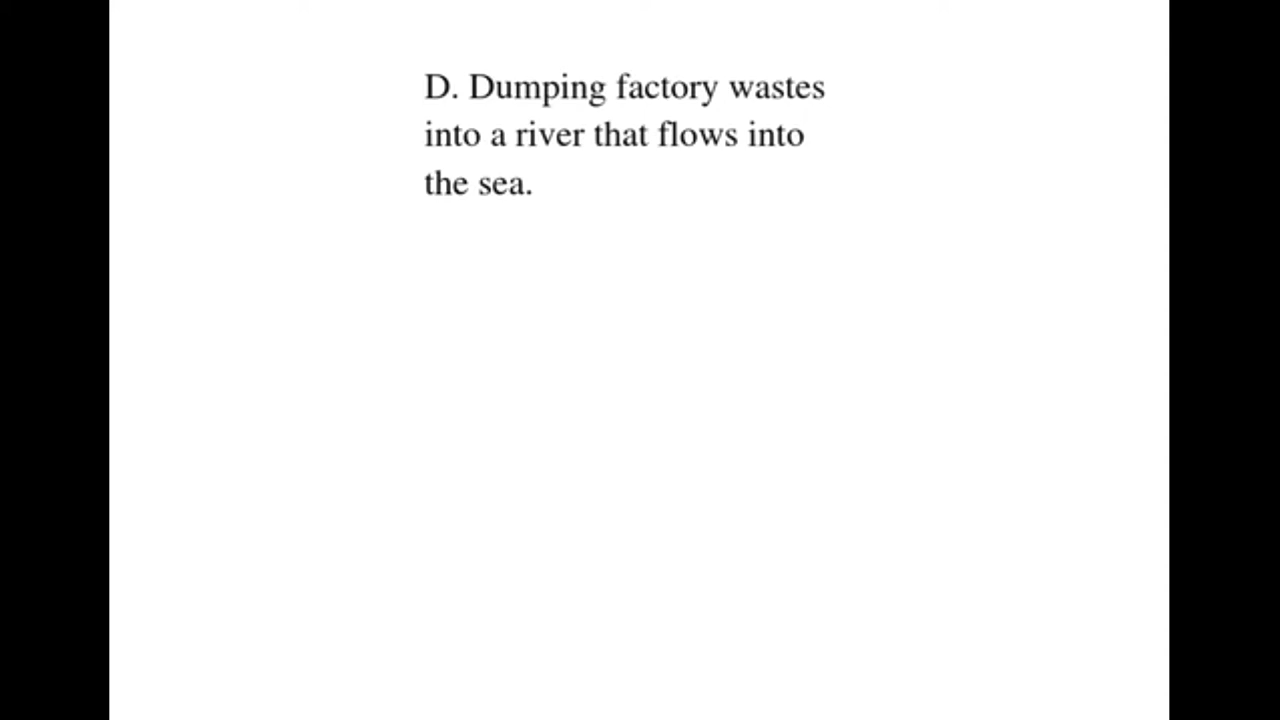 D. Dumping factory wastes
into a river that flows into
the sea.